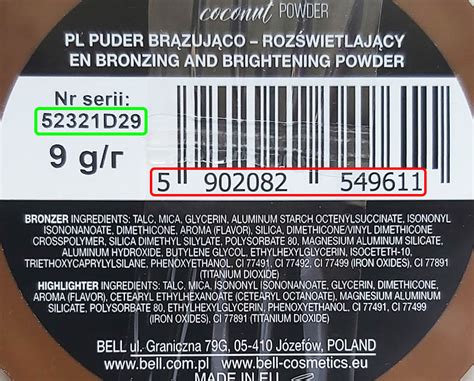 coconut POWDER
PL PUDER BRĄZUJĄCO – ROZŚWIETLAJĄCY
EN BRONZING AND BRIGHTENING POWDER
Nr serii:
52321D29
9 g/г
5 902082 549611
BRONZER INGREDIENTS: TALC, MICA, GLYCERIN, ALUMINUM STARCH OCTENYLSUCCINATE, ISONONYL
ISONONANOATE, DIMETHICONE, AROMA (FLAVOR), SILICA, DIMETHICONE/VINYL DIMETHICONE
CROSSPOLYMER, SILICA DIMETHYL SILYLATE, POLYSORBATE 80, MAGNESIUM ALUMINUM SILICATE,
ALUMINUM HYDROXIDE, BUTYLENE GLYCOL, ETHYLHEXYLGLYCERIN, ISOCETETH-10,
TRIETHOXYCAPRYLYLSILANE, PHENOXYETHANOL, CI 77491, CI 77492, CI 77499 (IRON OXIDES), CI 77891
(TITANIUM DIOXIDE)
HIGHLIGHTER INGREDIENTS: TALC, MICA, ISONONYL ISONONANOATE, GLYCERIN, DIMETHICONE,
AROMA (FLAVOR), CETEARYL ETHYLHEXANOATE (CETEARYL ETHYLHEXANOATE), MAGNESIUM ALUMINUM
SILICATE, POLYSORBATE 80, ETHYLHEXYLGLYCERIN, PHENOXYETHANOL, CI 77491, CI 77492, CI 77499
(IRON OXIDES), CI 77891 (TITANIUM DIOXIDE)
BELL ul. Graniczna 79G, 05-410 Józefów, POLAND
www.bell.com.pl www.bell-cosmetics.eu
MADE IN EU